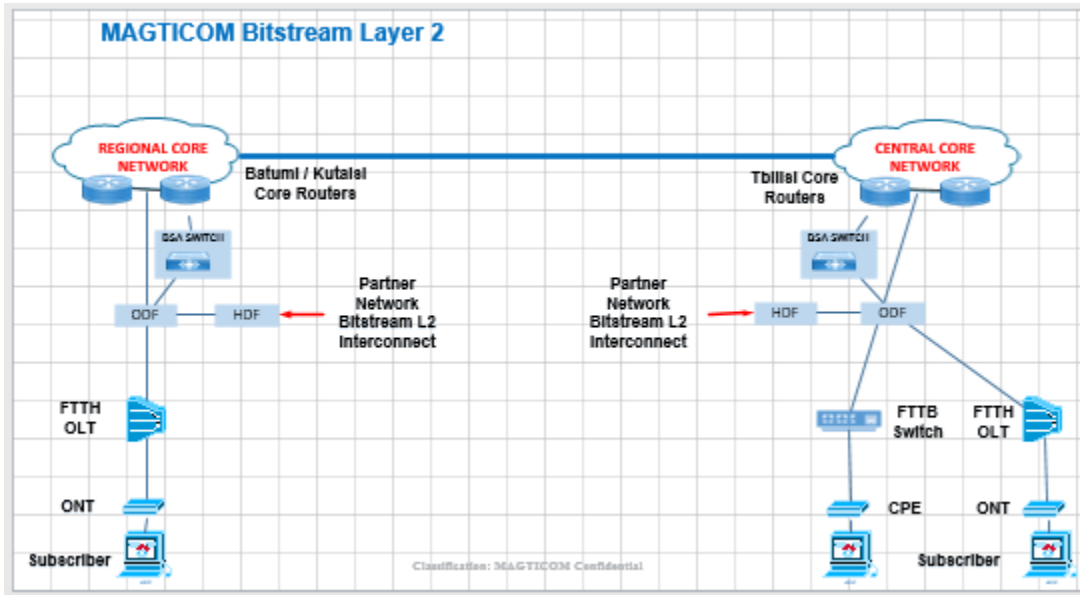 MAGTICOM Bitstream Layer 2
REGIONAL CORE
NETWORK
CENTRAL CORE
NETWORK
Batumi / Kutaisi
Core Routers
Tbilisi Core
Routers
BSA SWITCH
BSA SWITCH
Partner
Network
Bitstream L2
Interconnect
Partner
Network
Bitstream L2
Interconnect
ODF
HDF
HDF
ODF
FTTH
OLT
FTTB
Switch
FTTH
OLT
ONT
CPE
ONT
Subscriber
Subscriber
Classification: MAGTICOM Confidential